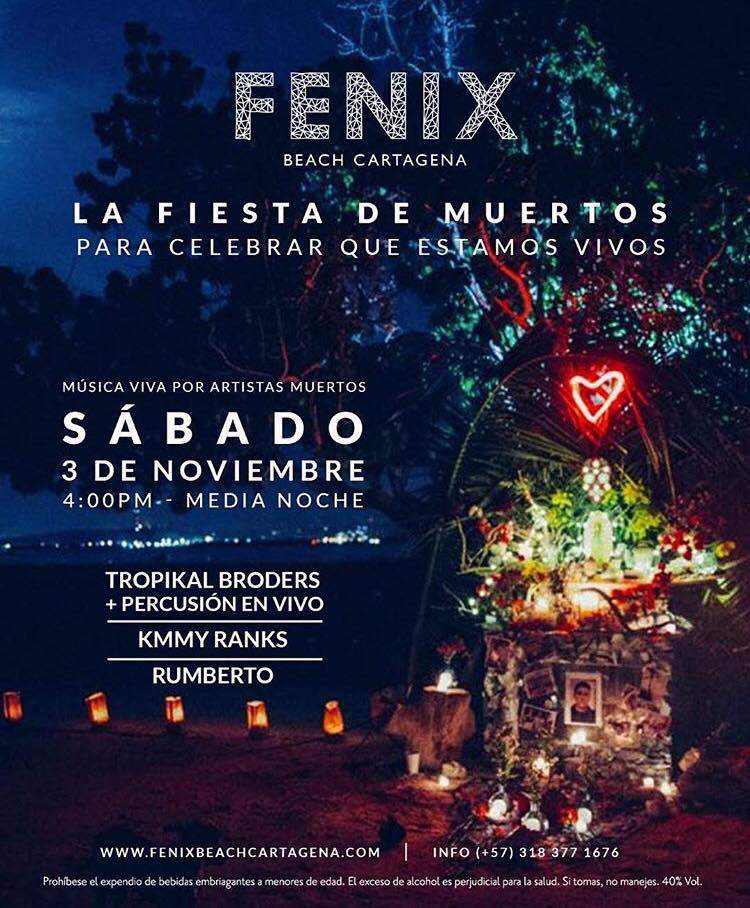 FENIX
BEACH CARTAGENA
LA FIESTA DE MUERTOS
PARA CELEBRAR QUE ESTAMOS VIVOS
MÚSICA VIVA POR ARTISTAS MUERTOS
SÁBADO
3 DE NOVIEMBRE
4:00PM - MEDIA NOCHE
TROPIKAL BRODERS
+ PERCUSIÓN EN VIVO
KMMY RANKS
RUMBERTO
WWW.FENIXBEACHCARTAGENA.COM | INFO (+57) 318 377 1676
Prohíbese el expendio de bebidas embriagantes a menores de edad. El exceso de alcohol es perjudicial para la salud. Si tomas, no manejes. 40% Vol.